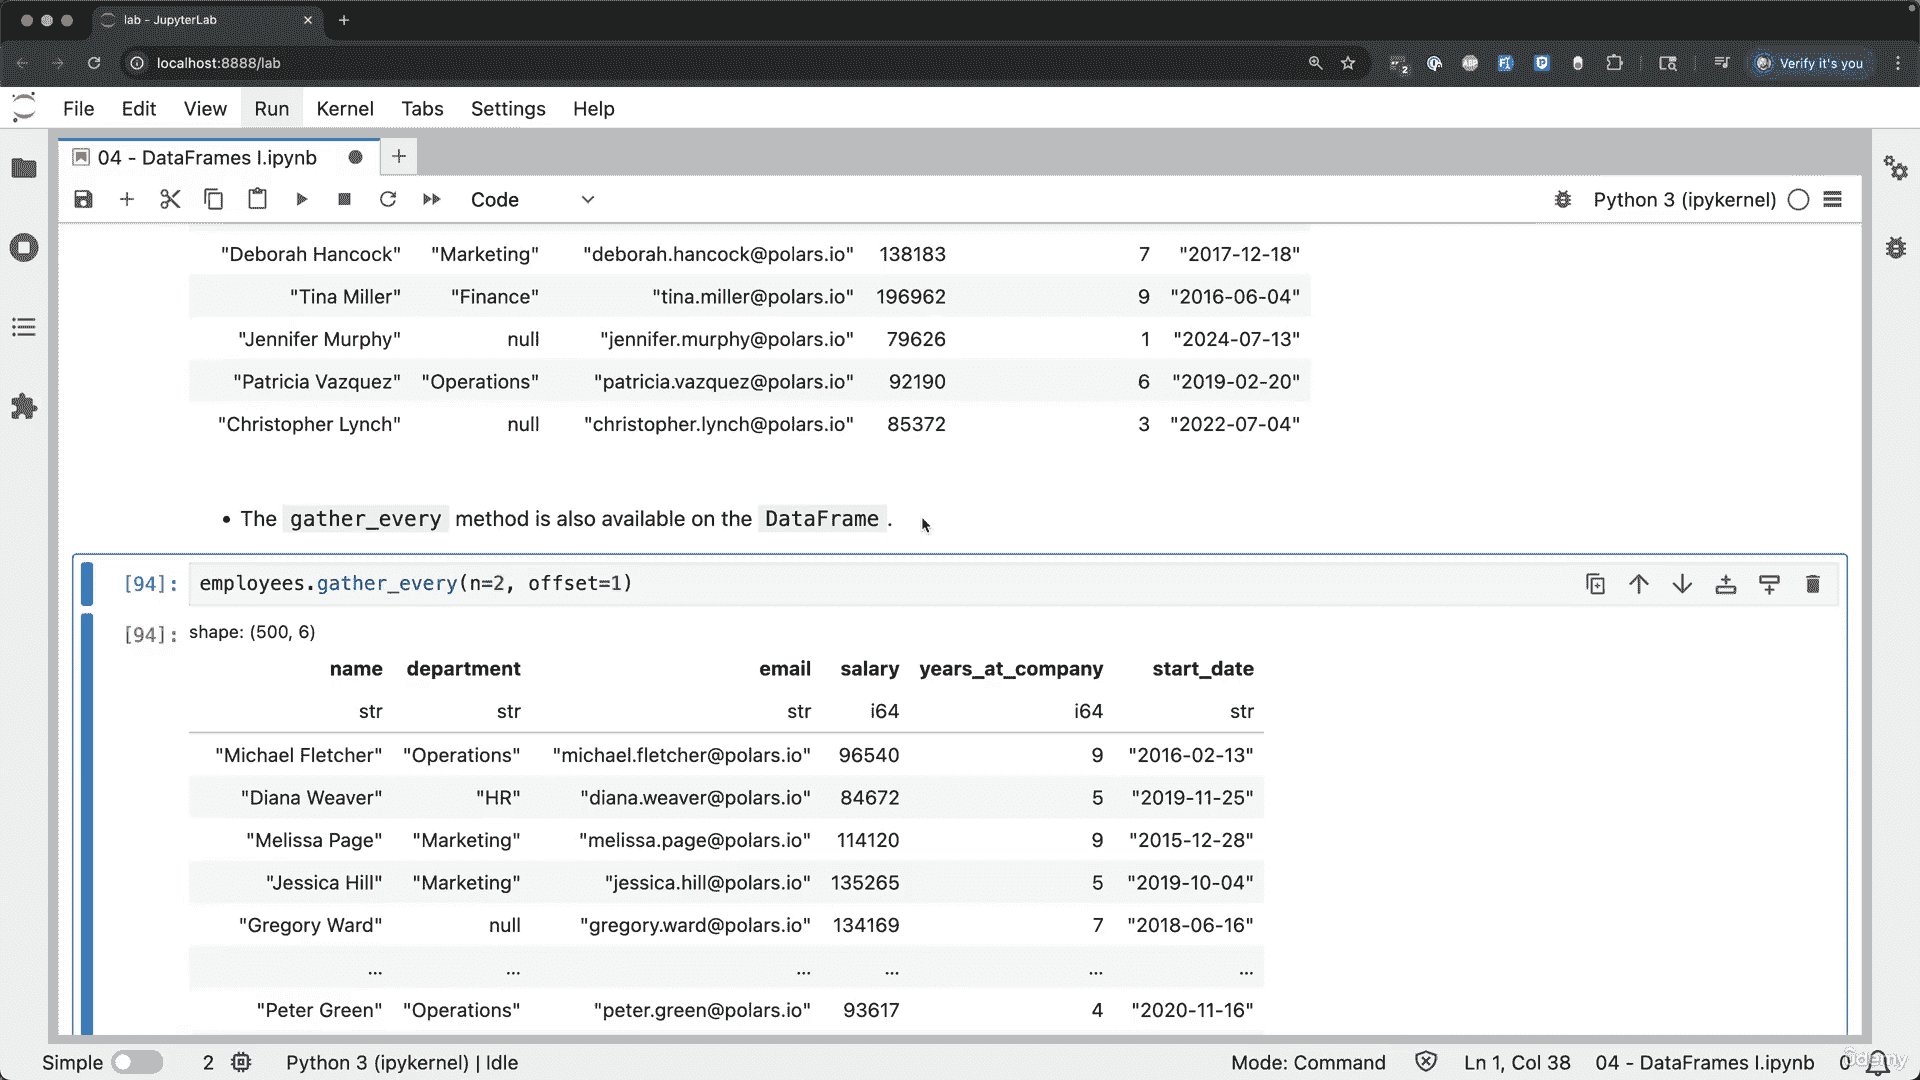 lab - JupyterLab
localhost:8888/lab
Verify it's you
File Edit View Run Kernel Tabs Settings Help
04 - DataFrames I.ipynb
Code
Python 3 (ipykernel)
"Deborah Hancock" "Marketing" "deborah.hancock@polars.io" 138183 7 "2017-12-18"
"Tina Miller" "Finance" "tina.miller@polars.io" 196962 9 "2016-06-04"
"Jennifer Murphy" null "jennifer.murphy@polars.io" 79626 1 "2024-07-13"
"Patricia Vazquez" "Operations" "patricia.vazquez@polars.io" 92190 6 "2019-02-20"
"Christopher Lynch" null "christopher.lynch@polars.io" 85372 3 "2022-07-04"
• The gather_every method is also available on the DataFrame.
[94]: employees.gather_every(n=2, offset=1)
[94]: shape: (500, 6)
name department email salary years_at_company start_date
str str str i64 i64 str
"Michael Fletcher" "Operations" "michael.fletcher@polars.io" 96540 9 "2016-02-13"
"Diana Weaver" "HR" "diana.weaver@polars.io" 84672 5 "2019-11-25"
"Melissa Page" "Marketing" "melissa.page@polars.io" 114120 9 "2015-12-28"
"Jessica Hill" "Marketing" "jessica.hill@polars.io" 135265 5 "2019-10-04"
"Gregory Ward" null "gregory.ward@polars.io" 134169 7 "2018-06-16"
... ... ... ... ... ...
"Peter Green" "Operations" "peter.green@polars.io" 93617 4 "2020-11-16"
Simple 2 Python 3 (ipykernel) | Idle Mode: Command Ln 1, Col 38 04 - DataFrames I.ipynb 0
udemy